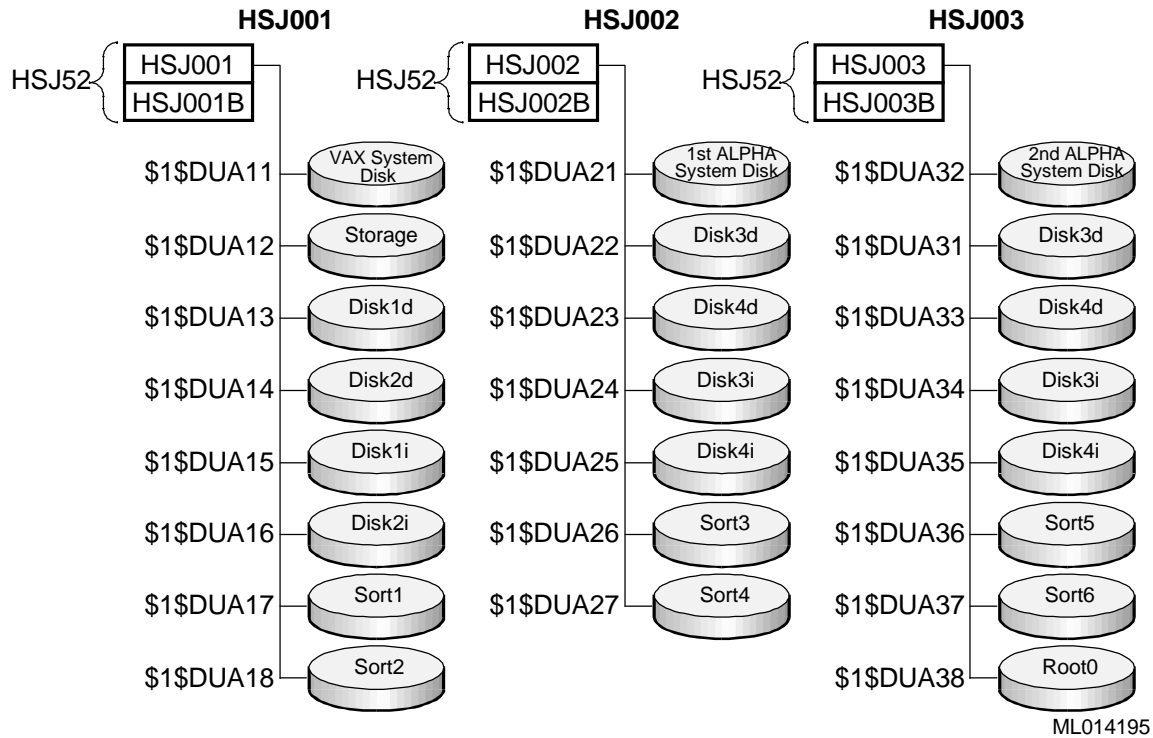 HSJ001 HSJ002 HSJ003
HSJ52 HSJ001 HSJ52 HSJ002 HSJ52 HSJ003
HSJ001B HSJ002B HSJ003B
$1$DUA11 VAX System Disk $1$DUA21 1st ALPHA System Disk $1$DUA32 2nd ALPHA System Disk
$1$DUA12 Storage $1$DUA22 Disk3d $1$DUA31 Disk3d
$1$DUA13 Disk1d $1$DUA23 Disk4d $1$DUA33 Disk4d
$1$DUA14 Disk2d $1$DUA24 Disk3i $1$DUA34 Disk3i
$1$DUA15 Disk1i $1$DUA25 Disk4i $1$DUA35 Disk4i
$1$DUA16 Disk2i $1$DUA26 Sort3 $1$DUA36 Sort5
$1$DUA17 Sort1 $1$DUA27 Sort4 $1$DUA37 Sort6
$1$DUA18 Sort2 $1$DUA38 Root0
ML014195